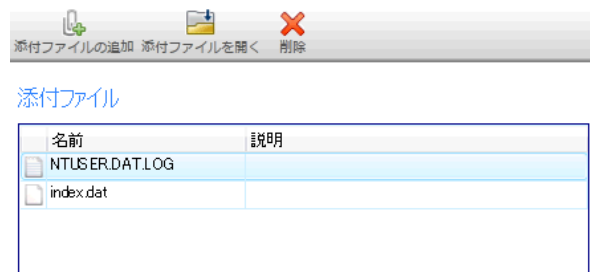 添付ファイルの追加 添付ファイルを開く 削除
添付ファイル
名前 説明
NTUSER.DAT.LOG
index.dat